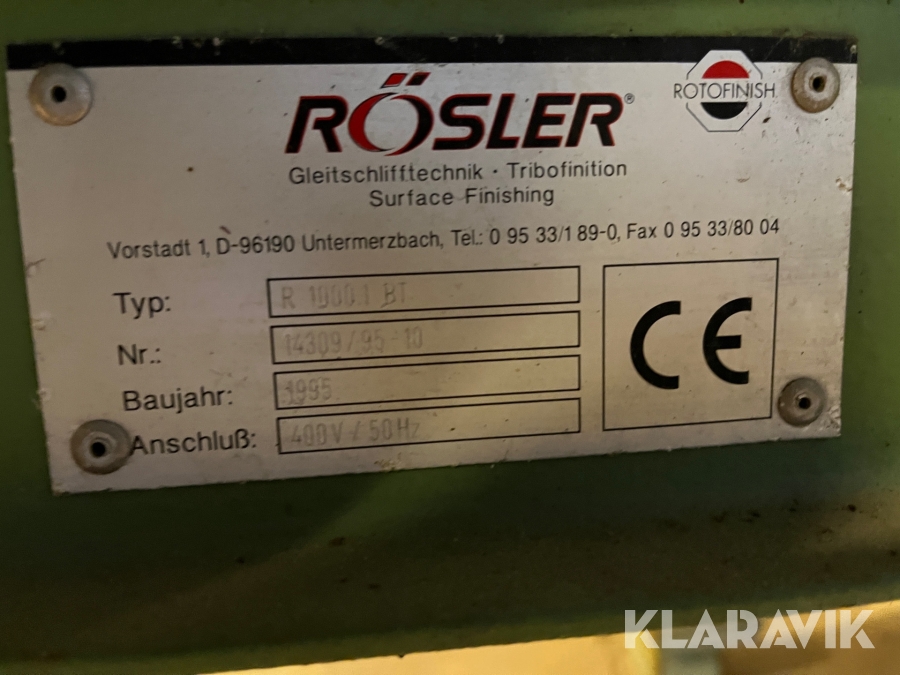 RÖSLER®
ROTOFINISH
Gleitschlifftechnik · Tribofinition
Surface Finishing
Vorstadt 1, D-96190 Untermerzbach, Tel.: 0 95 33/1 89-0, Fax 0 95 33/80 04
Typ: R 1000.1 BT
Nr.: 14309/95-10
Baujahr: 1995
Anschluß: 400V / 50Hz
CE
KLARAVIK